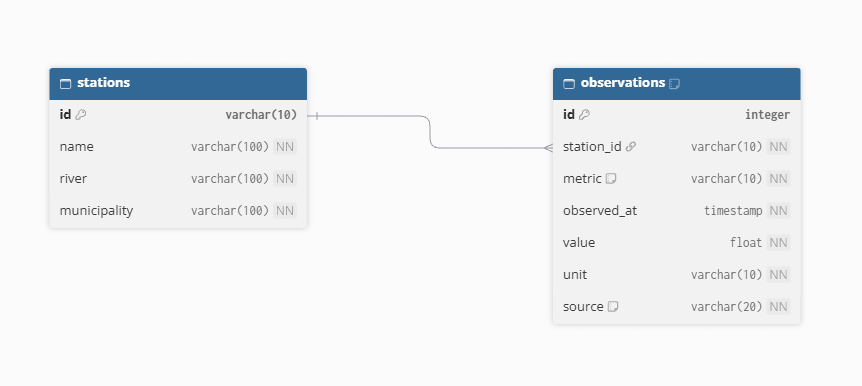 stations
id varchar(10)
name varchar(100) NN
river varchar(100) NN
municipality varchar(100) NN
observations
id integer
station_id varchar(10) NN
metric varchar(10) NN
observed_at timestamp NN
value float NN
unit varchar(10) NN
source varchar(20) NN